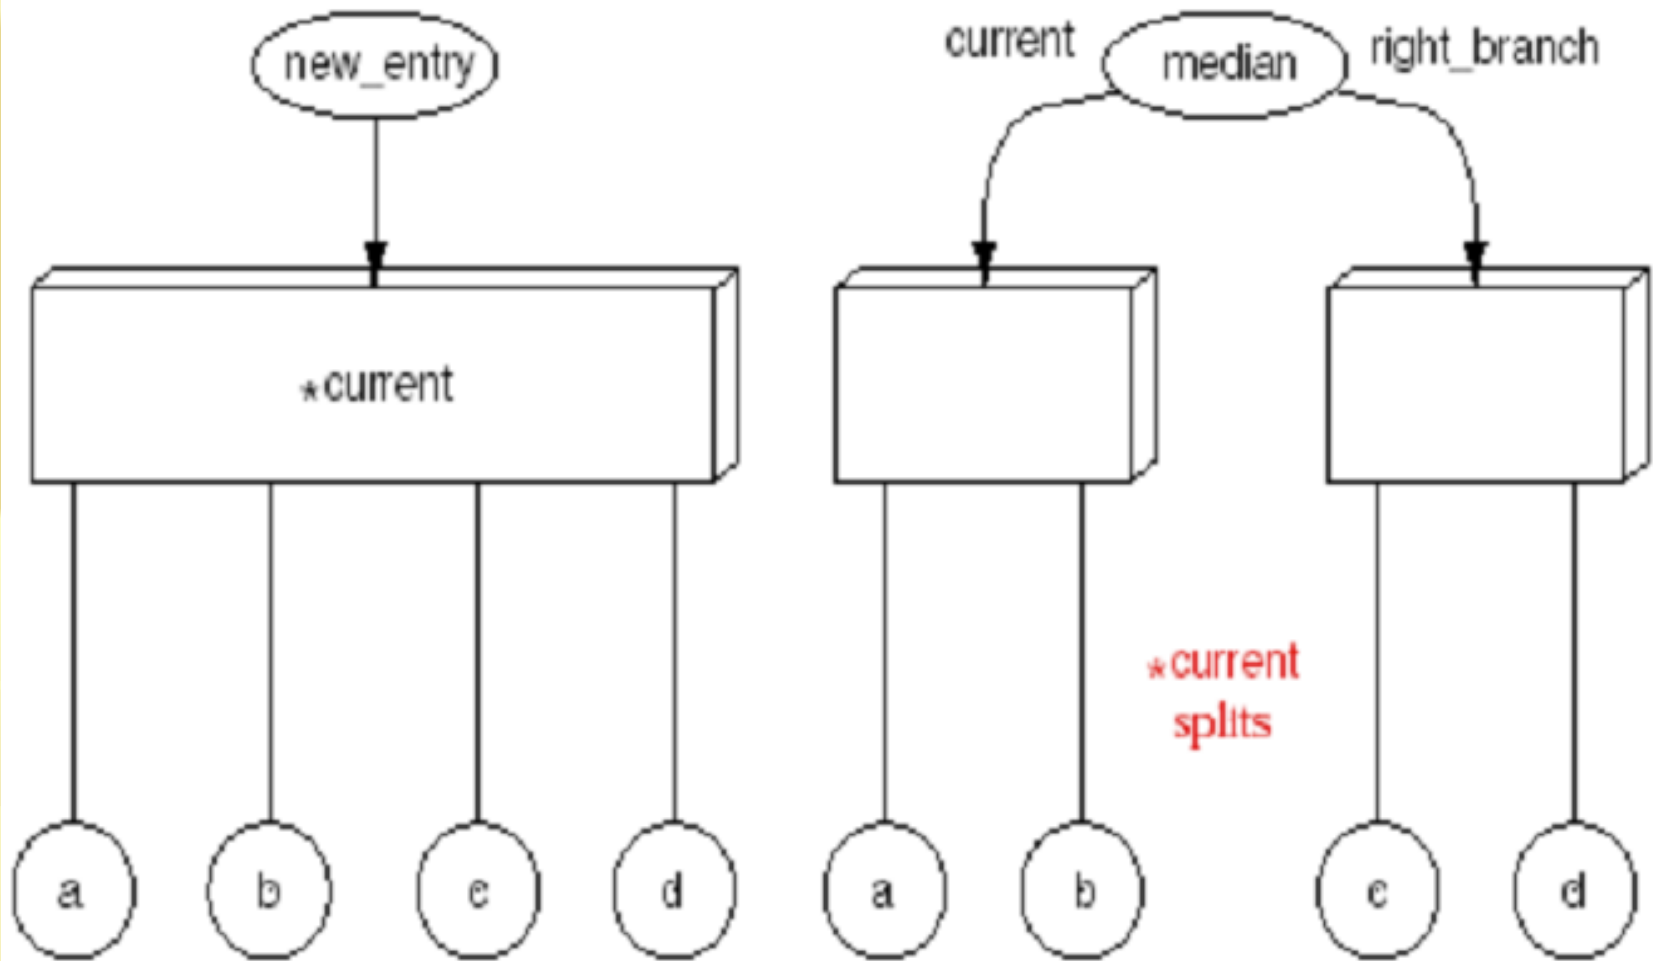 new_entry
current
median
right_branch
*current
*current
splits
a
b
c
d
a
b
c
d